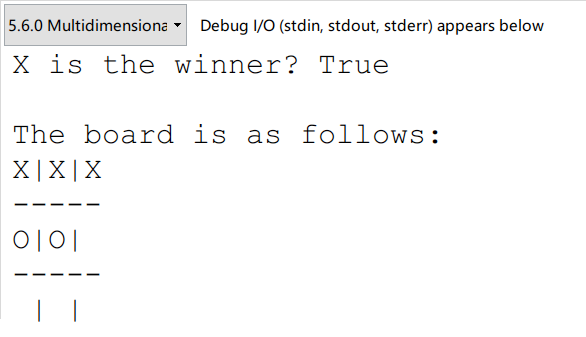 5.6.0 Multidimensiona
Debug I/O (stdin, stdout, stderr) appears below
X is the winner? True
The board is as follows:
X|X|X
-----
O|O|
-----
 | |